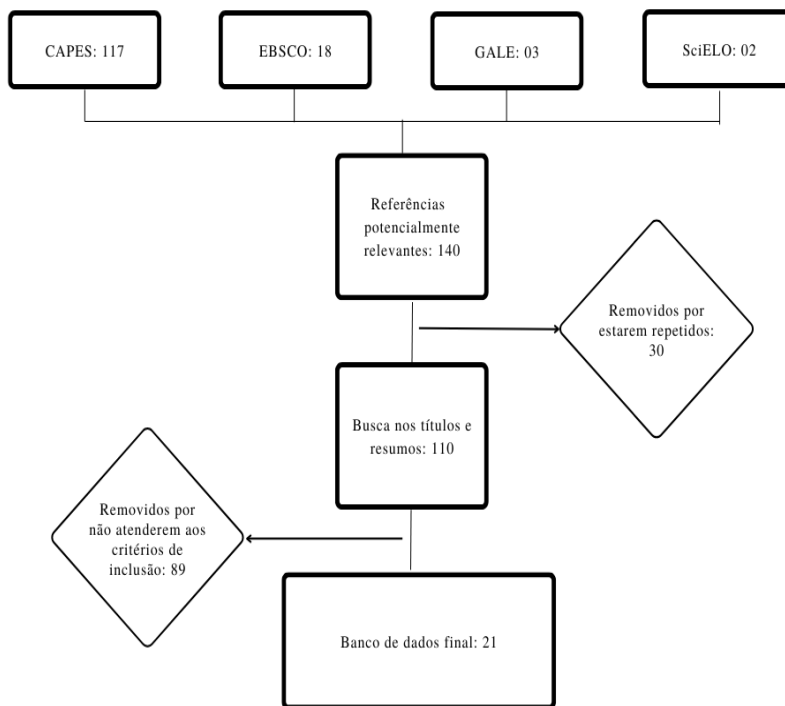 CAPES: 117
EBSCO: 18
GALE: 03
SciELO: 02
Referências
potencialmente
relevantes: 140
Removidos por
estarem repetidos:
30
Busca nos títulos e
resumos: 110
Removidos por
não atenderem aos
critérios de
inclusão: 89
Banco de dados final: 21